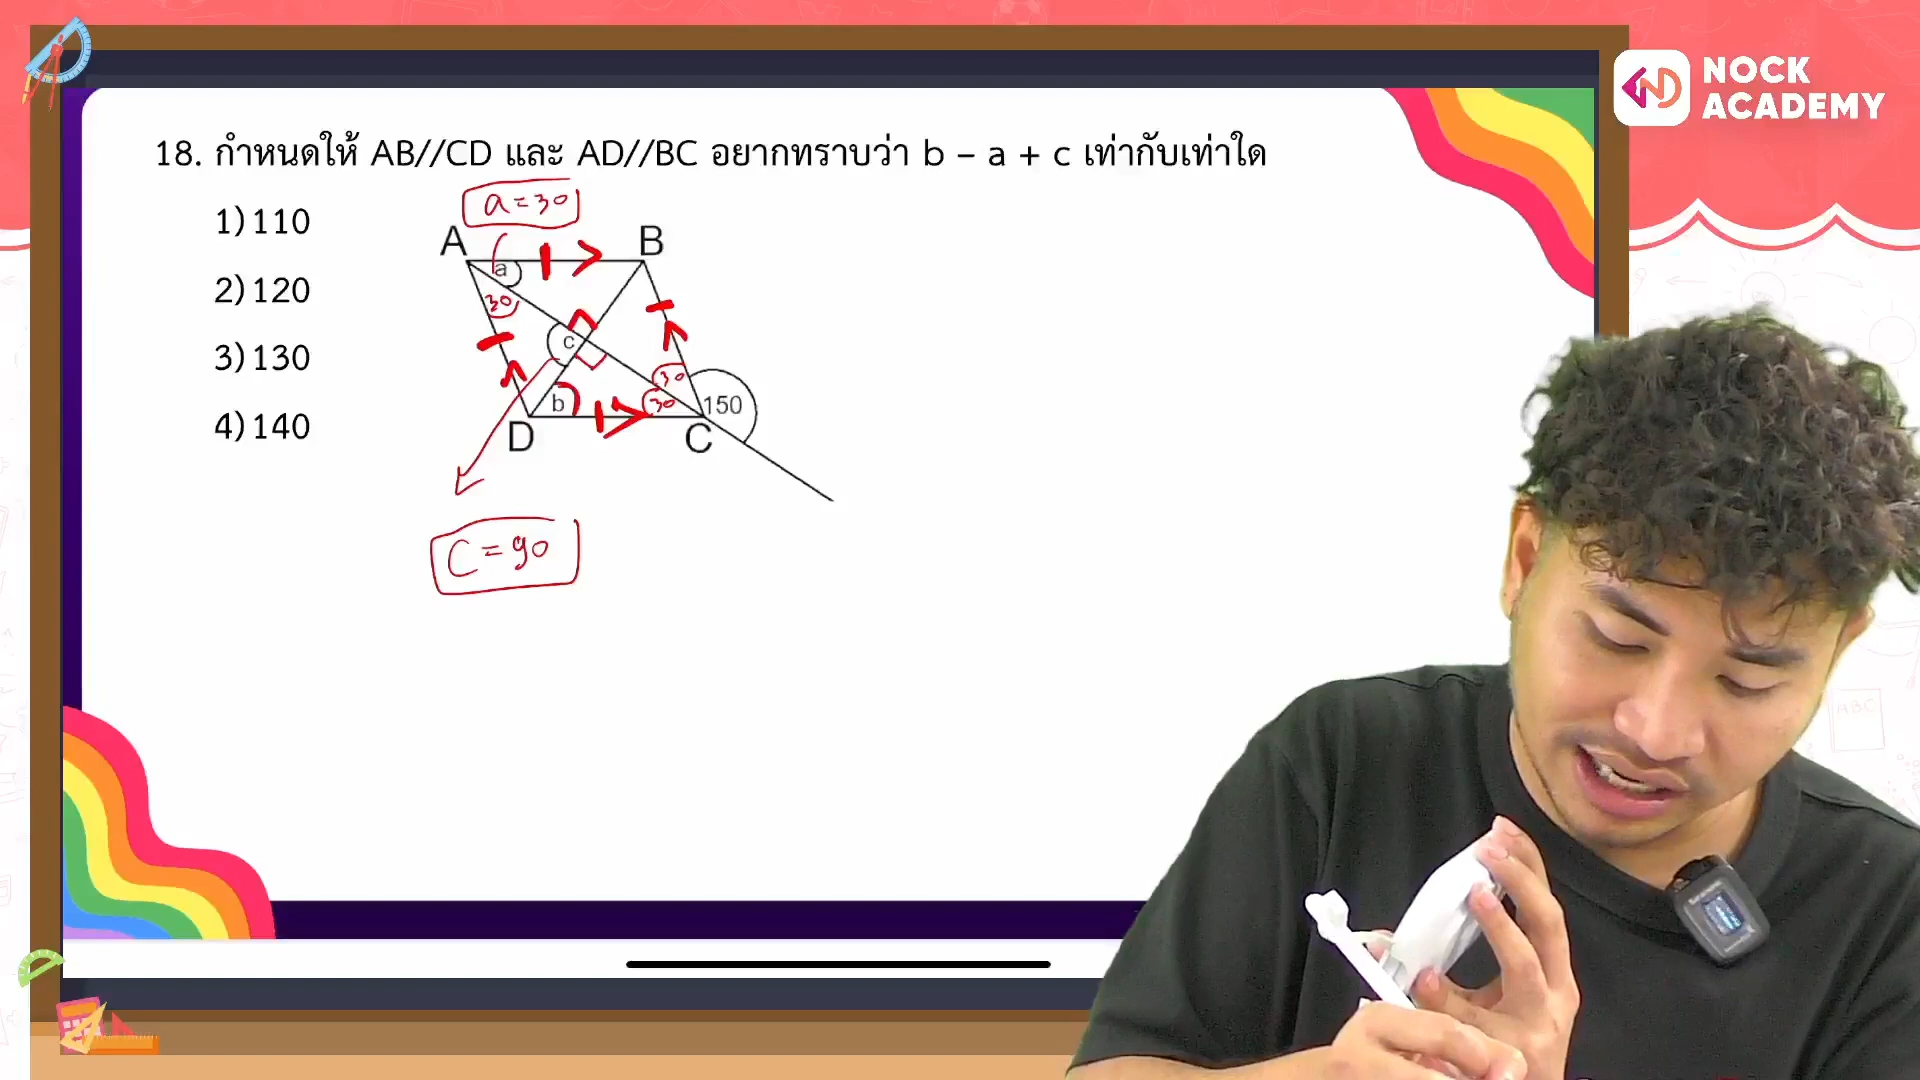 NOCK
ACADEMY
18. กำหนดให้ AB//CD และ AD//BC อยากทราบว่า b – a + c เท่ากับเท่าใด
1) 110
2) 120
3) 130
4) 140
a = 30
A
B
a
30
c
30
b
30
150
D
C
C = 90
ABC